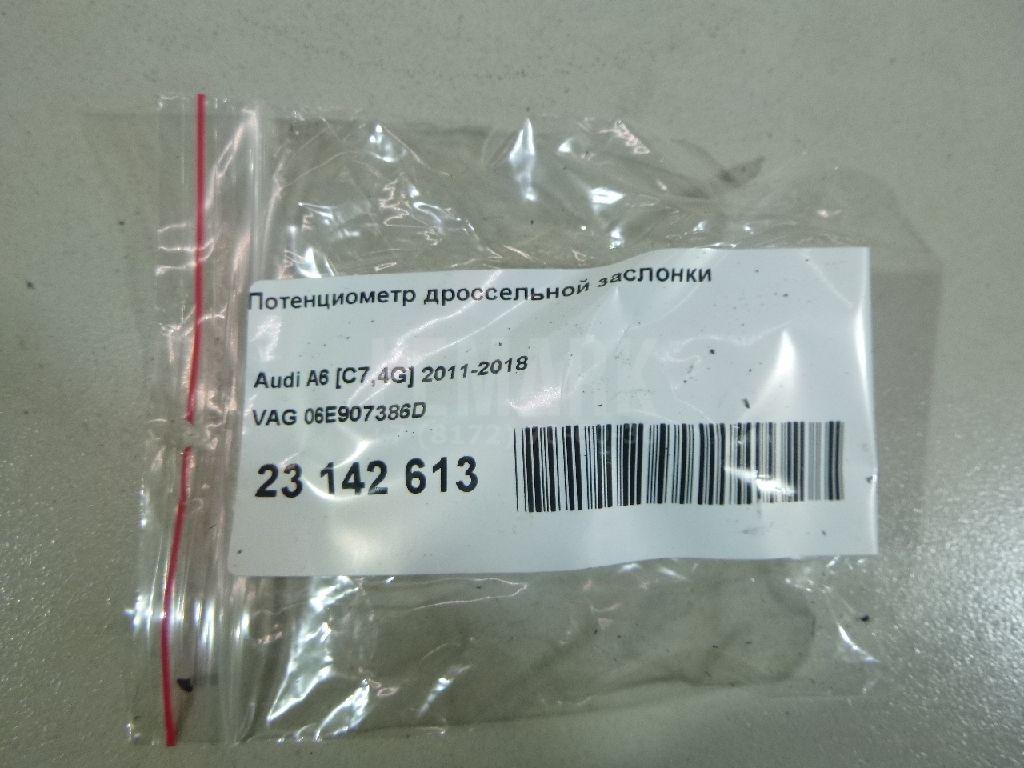 Потенциометр дроссельной заслонки
Audi A6 [C7,4G] 2011-2018
VAG 06E907386D
23 142 613